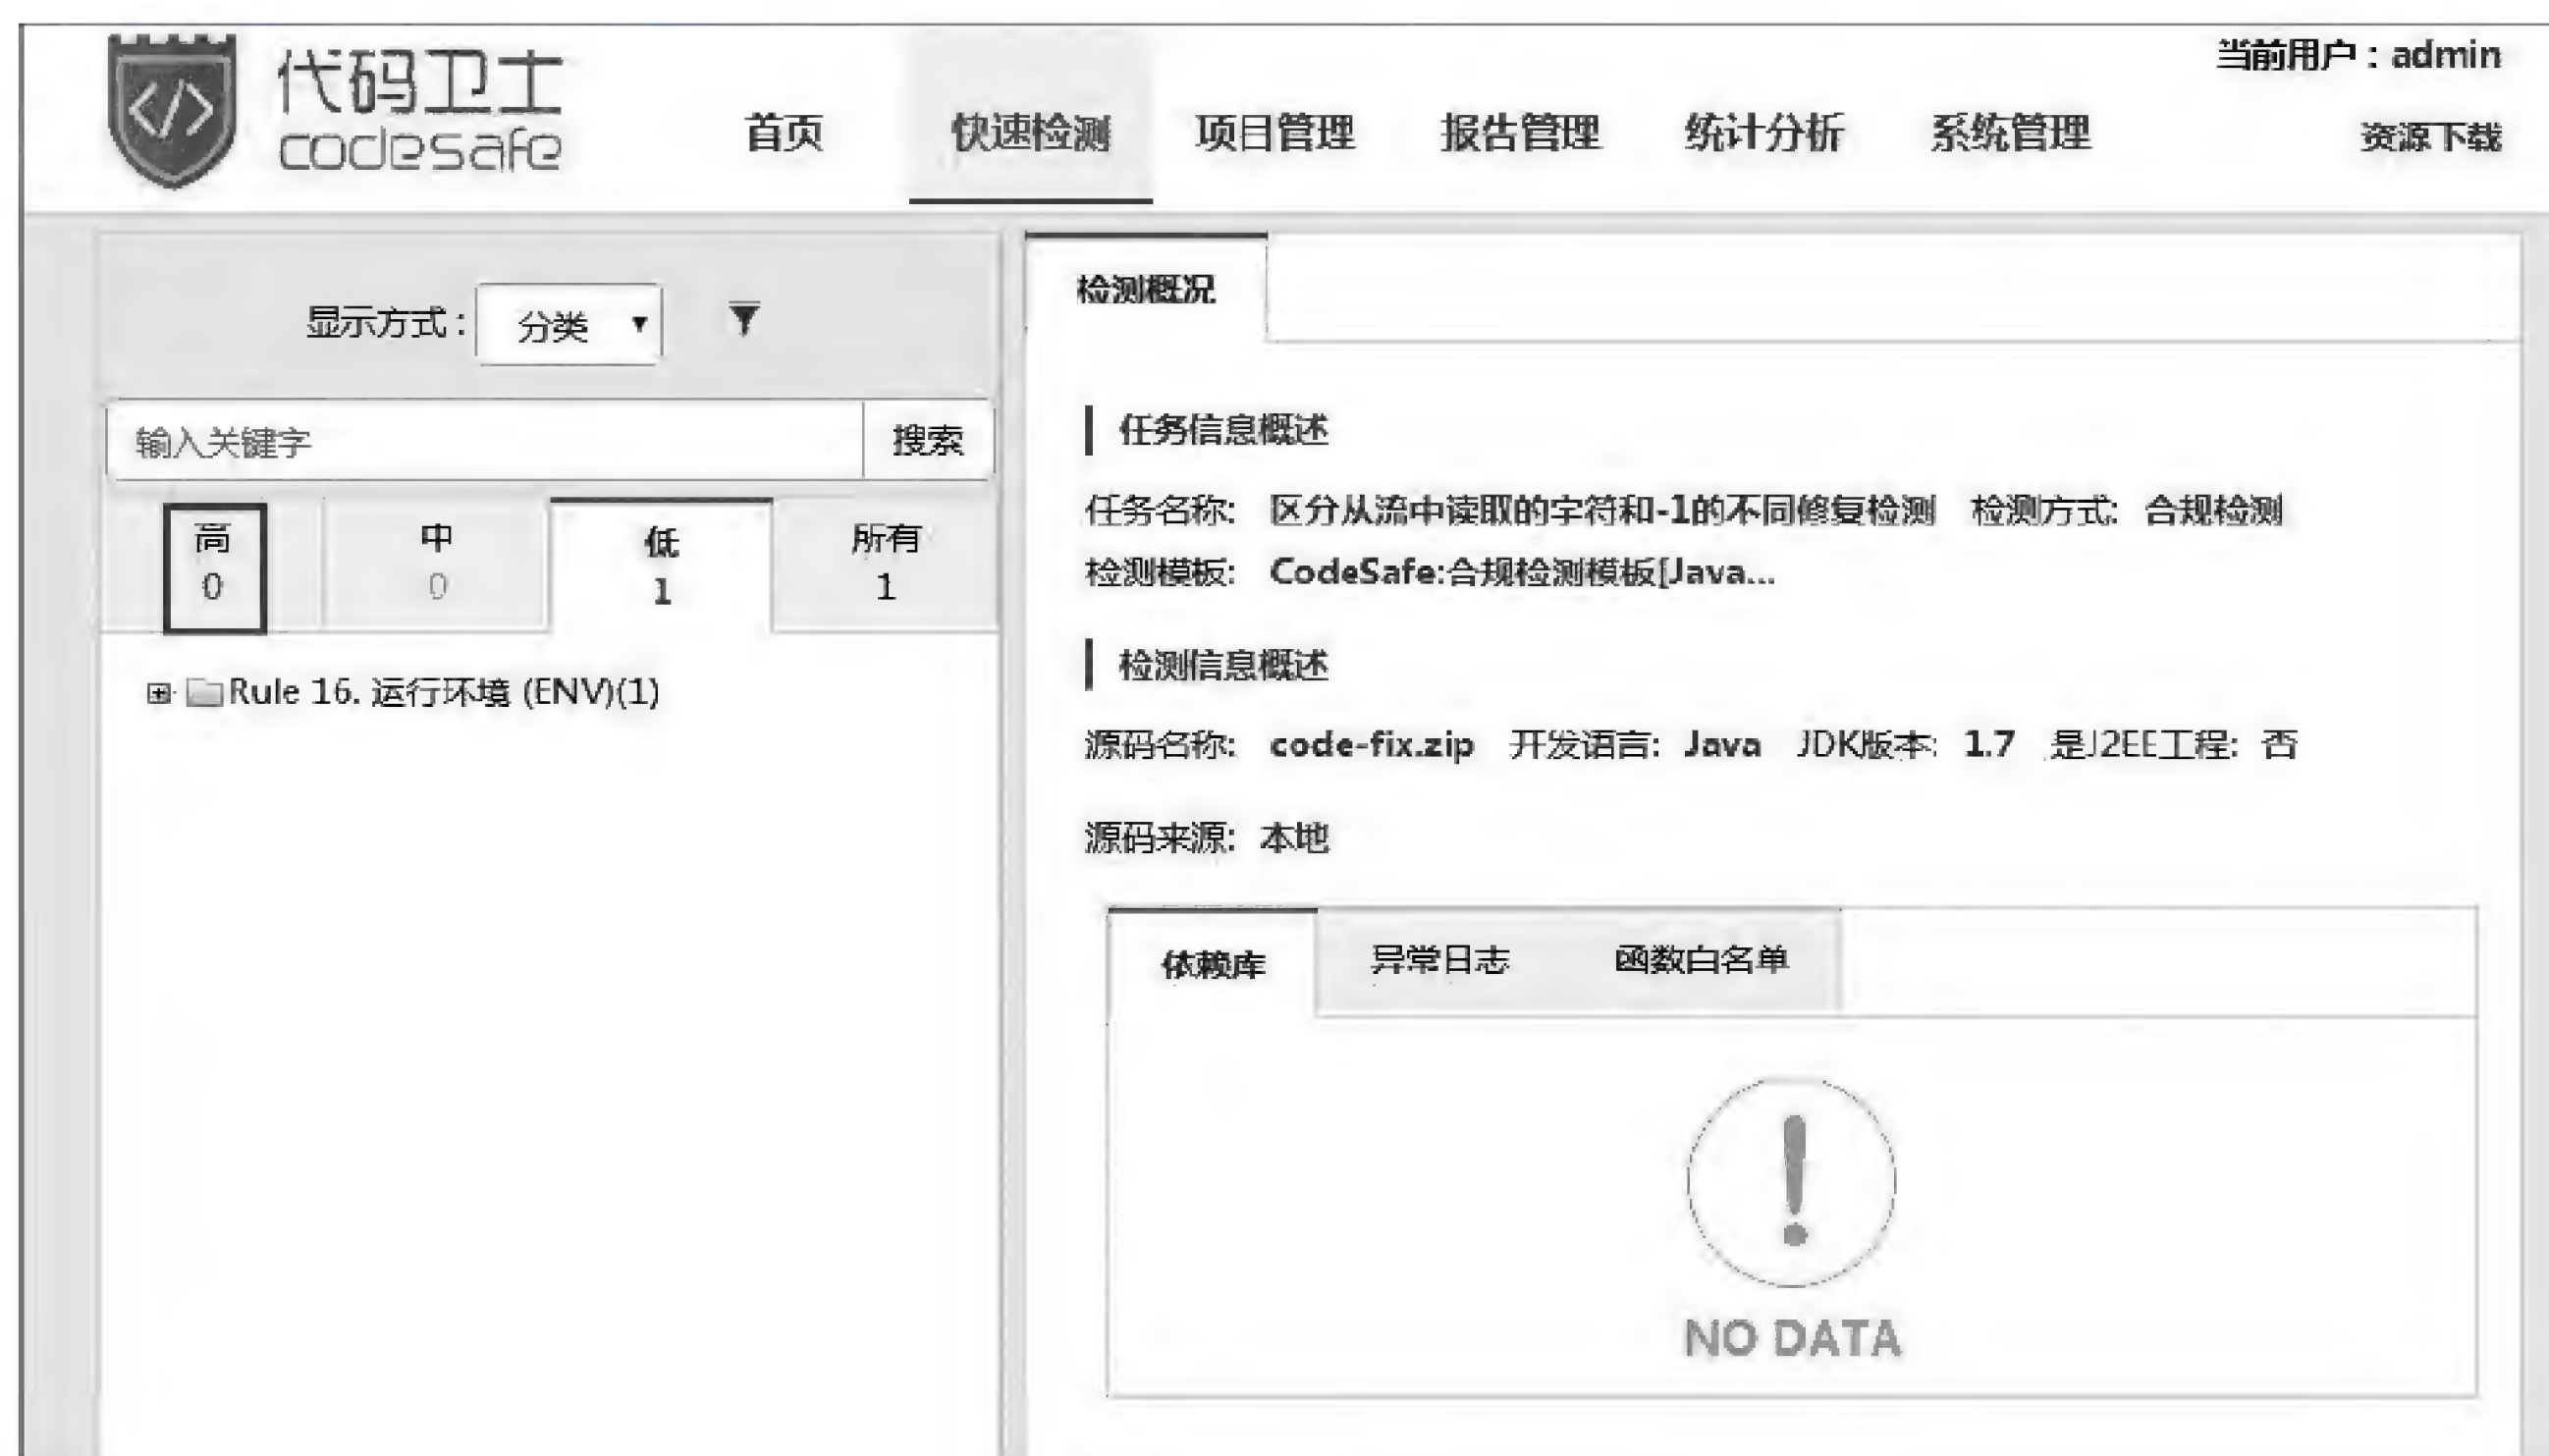 代码卫士
codesafe
当前用户：admin
首页 快速检测 项目管理 报告管理 统计分析 系统管理 资源下载
显示方式： 分类
输入关键字 搜索
高 中 低 所有
0 0 1 1
Rule 16. 运行环境 (ENV)(1)
检测概况
任务信息概述
任务名称: 区分从流中读取的字符和-1的不同修复检测 检测方式: 合规检测
检测模板: CodeSafe:合规检测模板[Java...
检测信息概述
源码名称: code-fix.zip 开发语言: Java JDK版本: 1.7 是J2EE工程: 否
源码来源: 本地
依赖库 异常日志 函数白名单
NO DATA